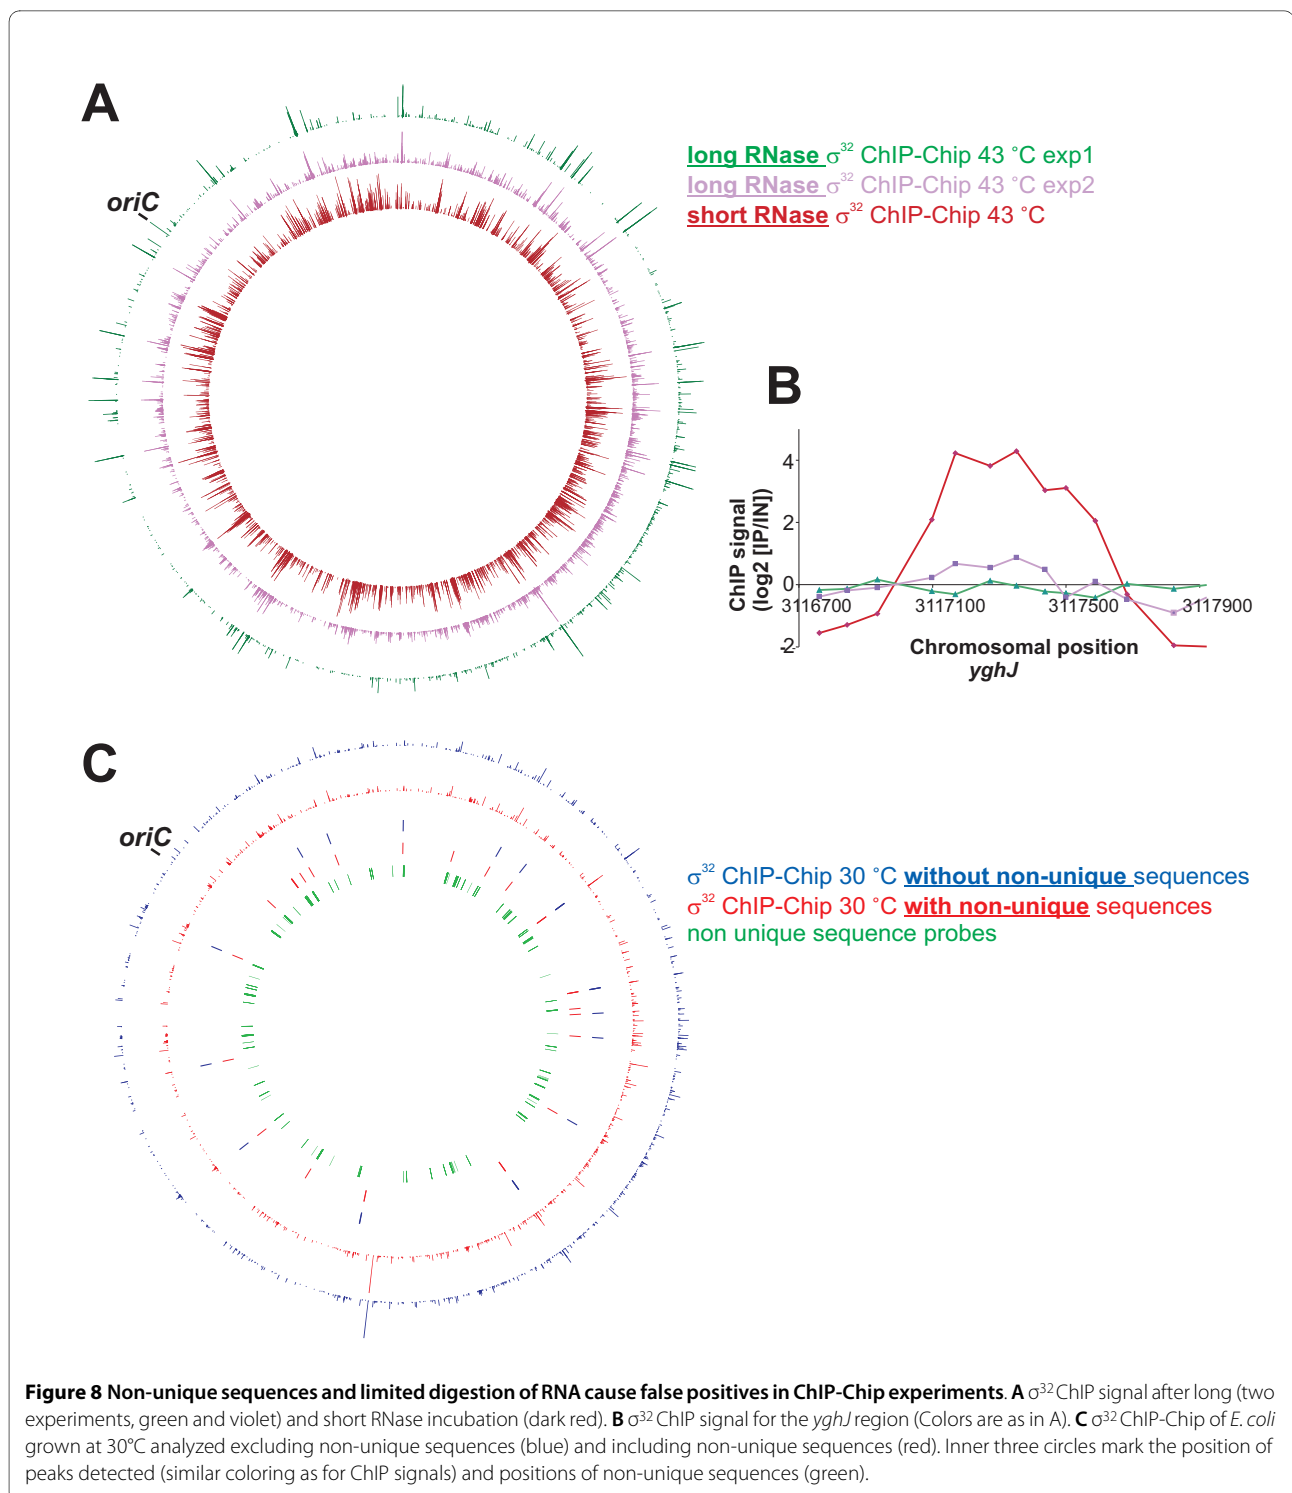 A
long RNase σ32 ChIP-Chip 43 °C exp1
long RNase σ32 ChIP-Chip 43 °C exp2
short RNase σ32 ChIP-Chip 43 °C
oriC
B
ChIP signal
(log2 [IP/IN])
4
2
0
-2
3116700
3117100
3117500
3117900
Chromosomal position
yghJ
C
oriC
σ32 ChIP-Chip 30 °C without non-unique sequences
σ32 ChIP-Chip 30 °C with non-unique sequences
non unique sequence probes
Figure 8 Non-unique sequences and limited digestion of RNA cause false positives in ChIP-Chip experiments. A σ32 ChIP signal after long (two
experiments, green and violet) and short RNase incubation (dark red). B σ32 ChIP signal for the yghJ region (Colors are as in A). C σ32 ChIP-Chip of E. coli
grown at 30°C analyzed excluding non-unique sequences (blue) and including non-unique sequences (red). Inner three circles mark the position of
peaks detected (similar coloring as for ChIP signals) and positions of non-unique sequences (green).